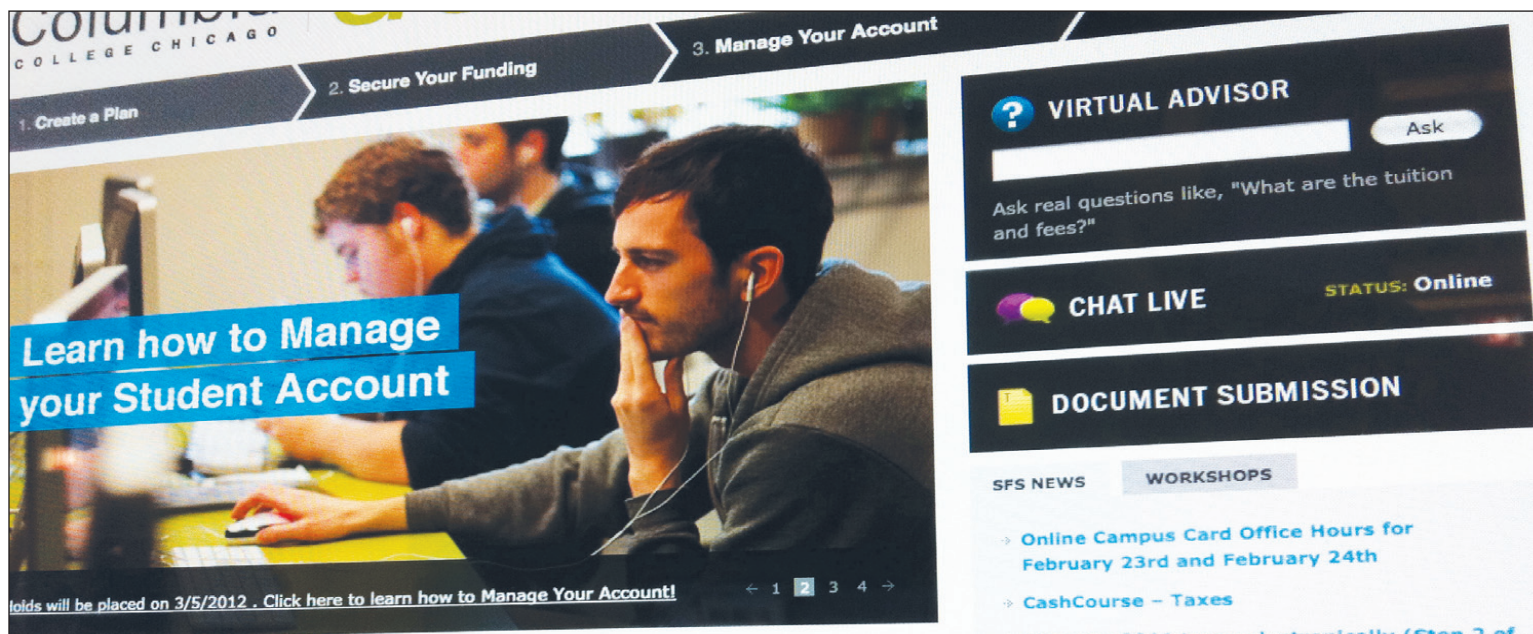 Columbia
COLLEGE CHICAGO
1. Create a Plan
2. Secure Your Funding
3. Manage Your Account
Learn how to Manage
your Student Account
will be placed on 3/5/2012 . Click here to learn how to Manage Your Account!
← 1 2 3 4 →
? VIRTUAL ADVISOR
Ask
Ask real questions like, "What are the tuition
and fees?"
CHAT LIVE
STATUS: Online
T
DOCUMENT SUBMISSION
SFS NEWS
WORKSHOPS
Online Campus Card Office Hours for
February 23rd and February 24th
CashCourse – Taxes